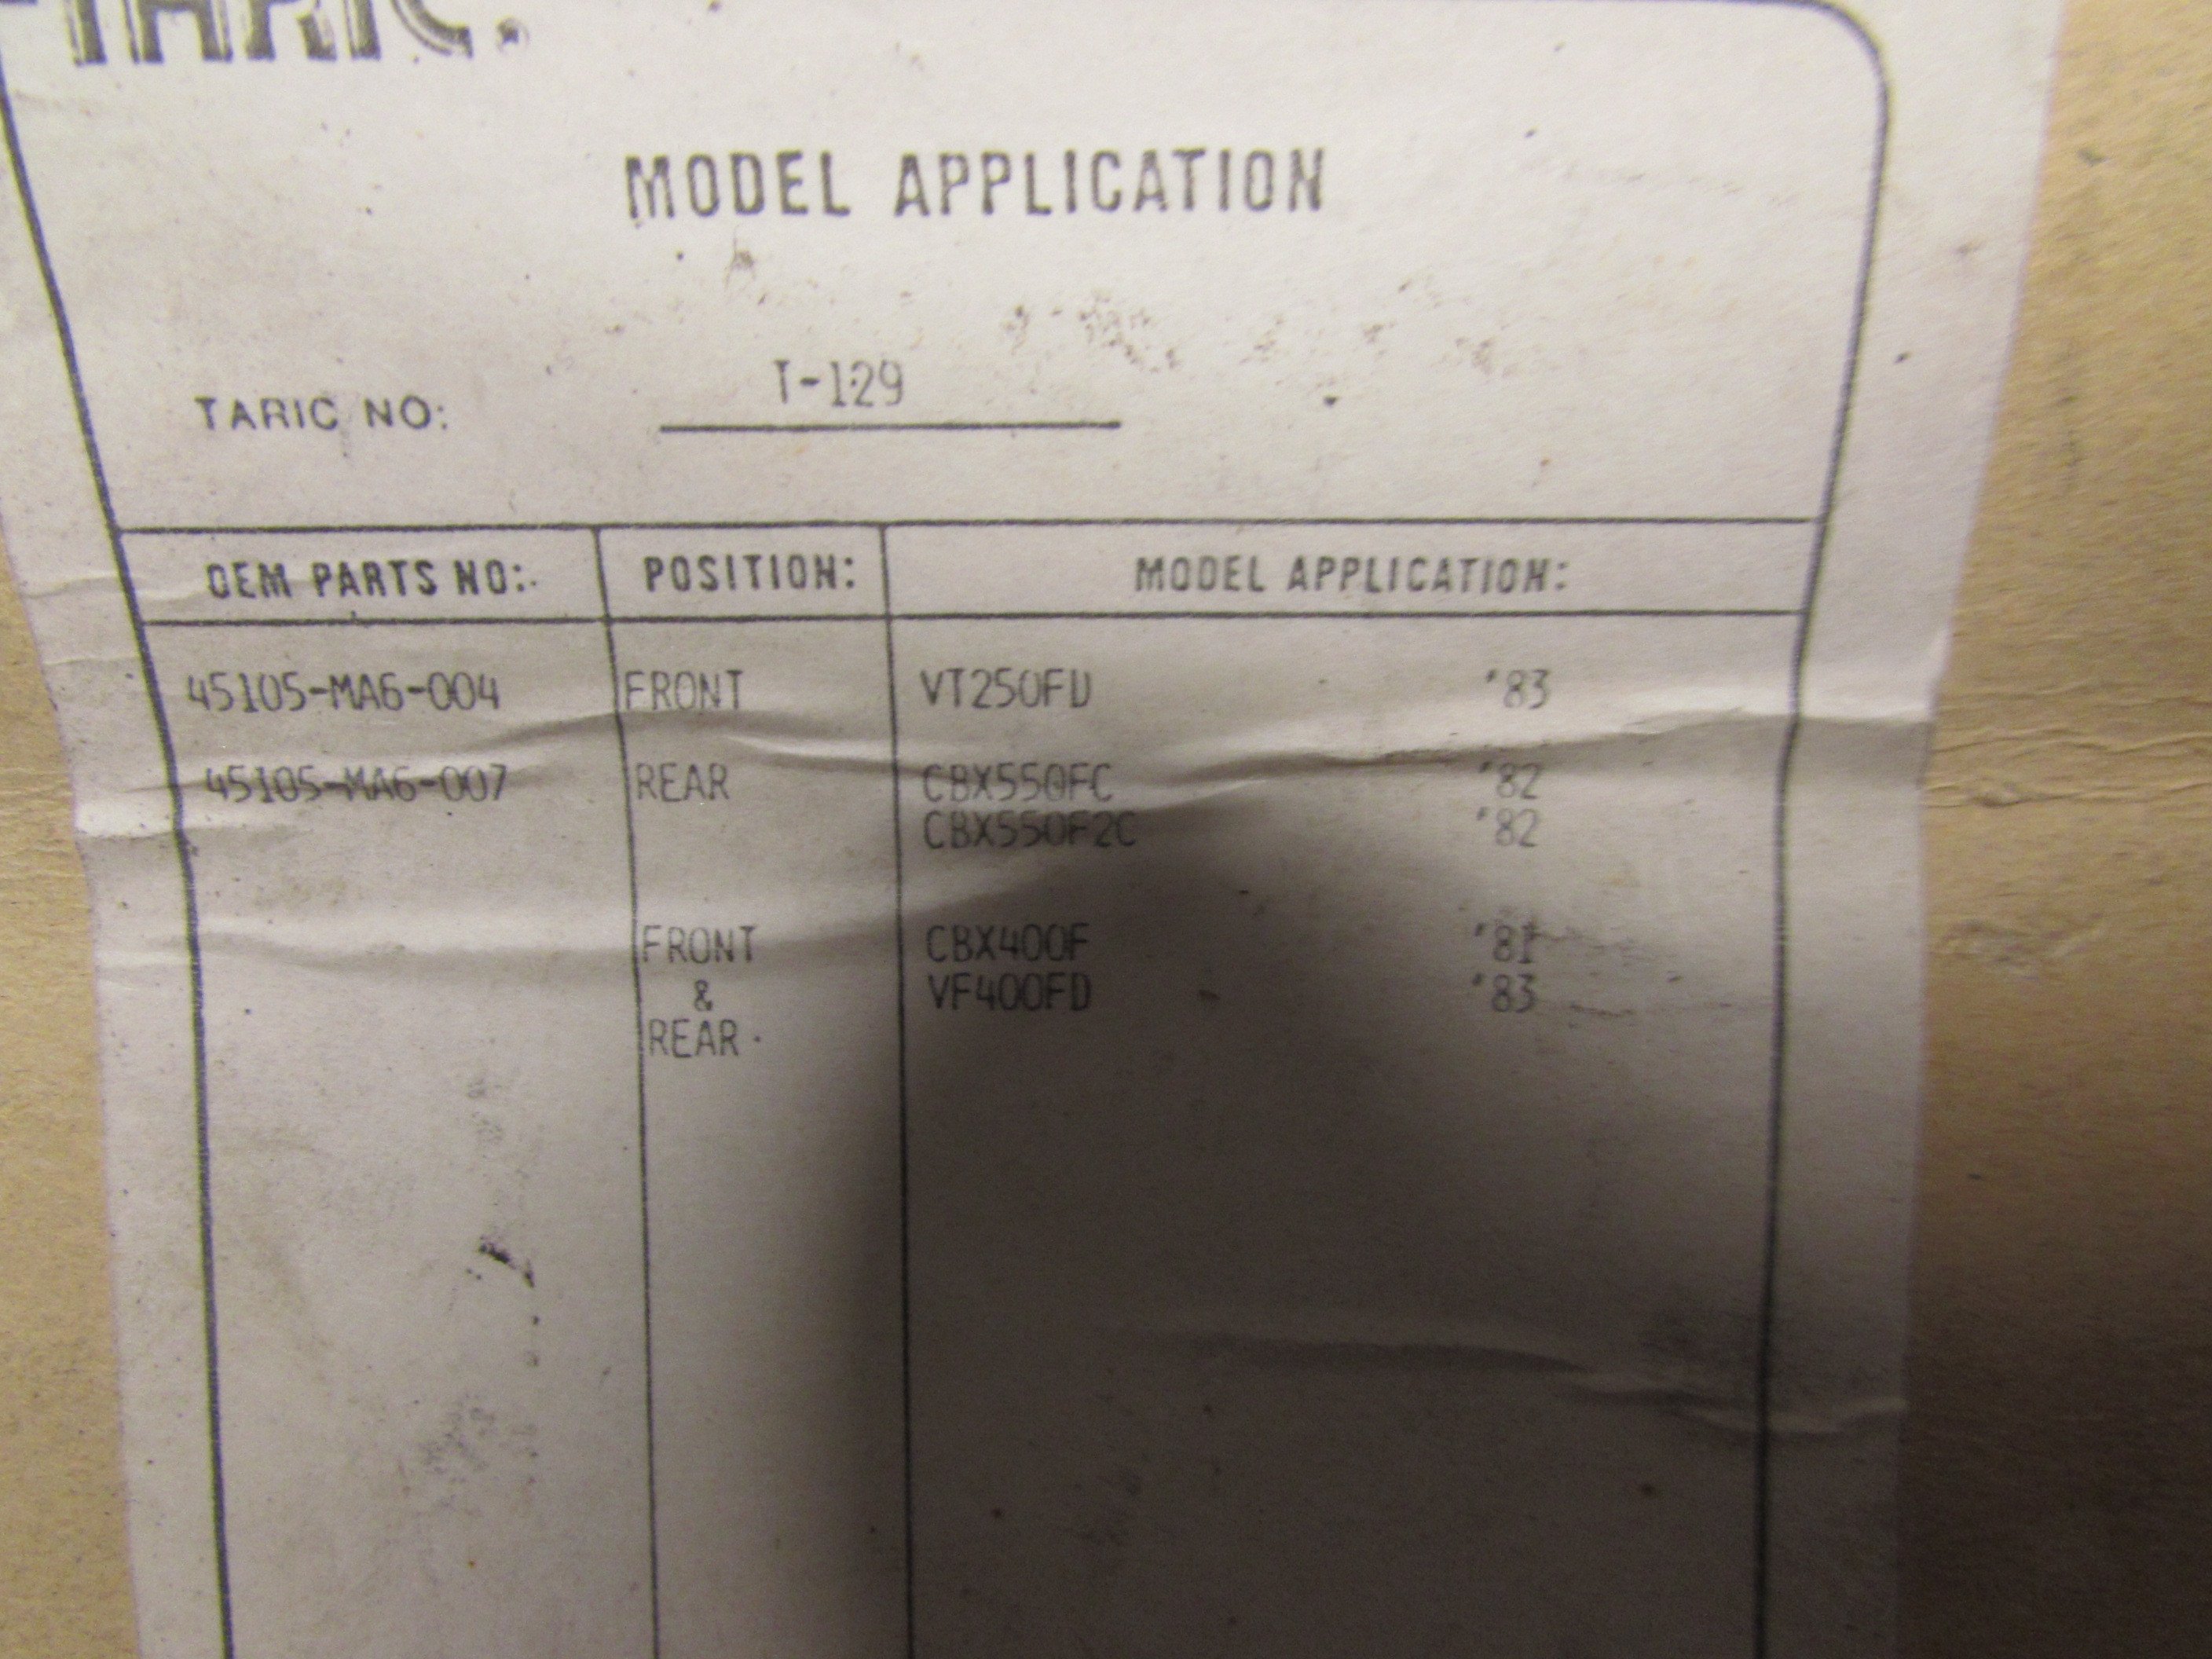 TARIC.
MODEL APPLICATION
TARIC NO: T-129
OEM PARTS NO: POSITION: MODEL APPLICATION:
45105-MA6-004 FRONT VT250FD '83
45105-MA6-007 REAR CBX550FC '82
CBX550F2C '82
FRONT CBX400F '81
& VF400FD '83
REAR